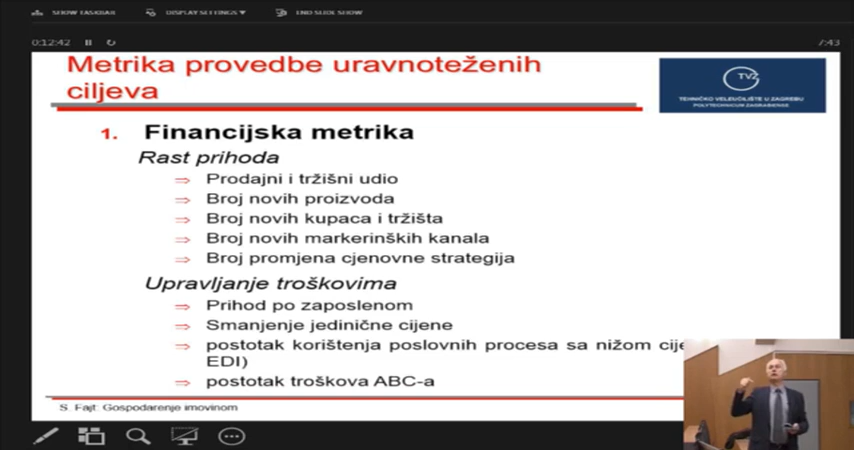 SHOW TASKBAR
DISPLAY SETTINGS ▼
END SLIDE SHOW
0:12:42
7:43
Metrika provedbe uravnoteženih
ciljeva
TVZ
TEHNIČKO VELEUČILIŠTE U ZAGREBU
POLYTECHNICUM ZAGRABIENSE
1. Financijska metrika
Rast prihoda
⇒ Prodajni i tržišni udio
⇒ Broj novih proizvoda
⇒ Broj novih kupaca i tržišta
⇒ Broj novih markerinških kanala
⇒ Broj promjena cjenovne strategija
Upravljanje troškovima
⇒ Prihod po zaposlenom
⇒ Smanjenje jedinične cijene
⇒ postotak korištenja poslovnih procesa sa nižom cije
EDI)
⇒ postotak troškova ABC-a
S. Fajt: Gospodarenje imovinom